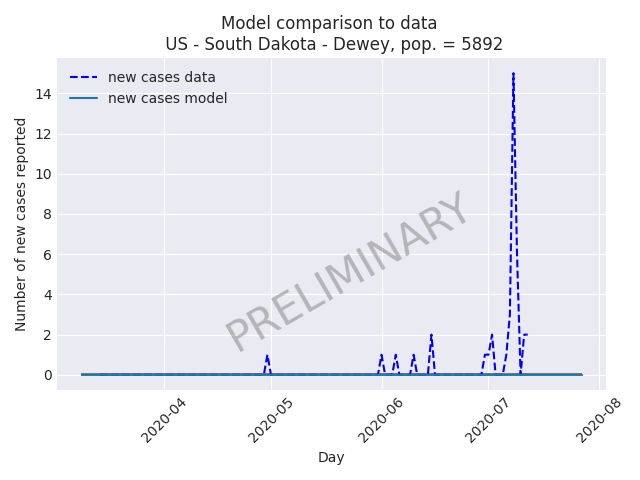 Model comparison to data
US - South Dakota - Dewey, pop. = 5892
new cases data
new cases model
Number of new cases reported
14
12
10
8
6
4
2
0
PRELIMINARY
2020-04
2020-05
2020-06
2020-07
2020-08
Day